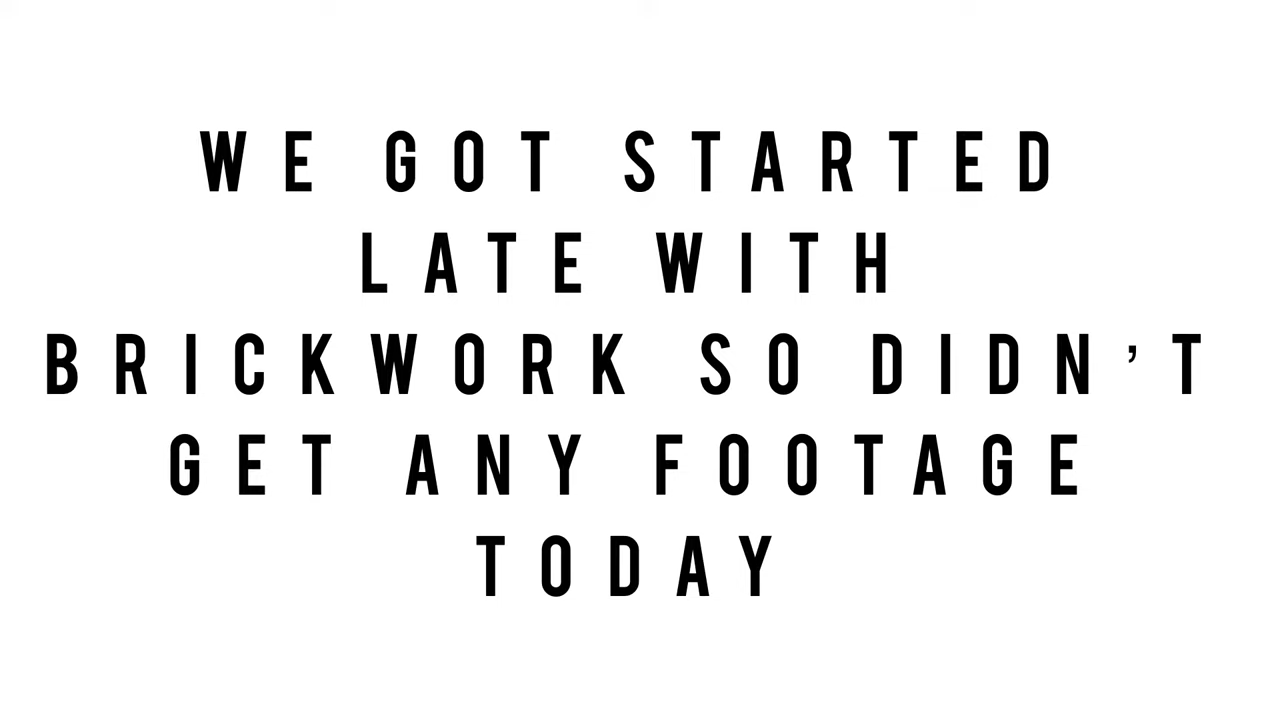 WE GOT STARTED
LATE WITH
BRICKWORK SO DIDN'T
GET ANY FOOTAGE
TODAY